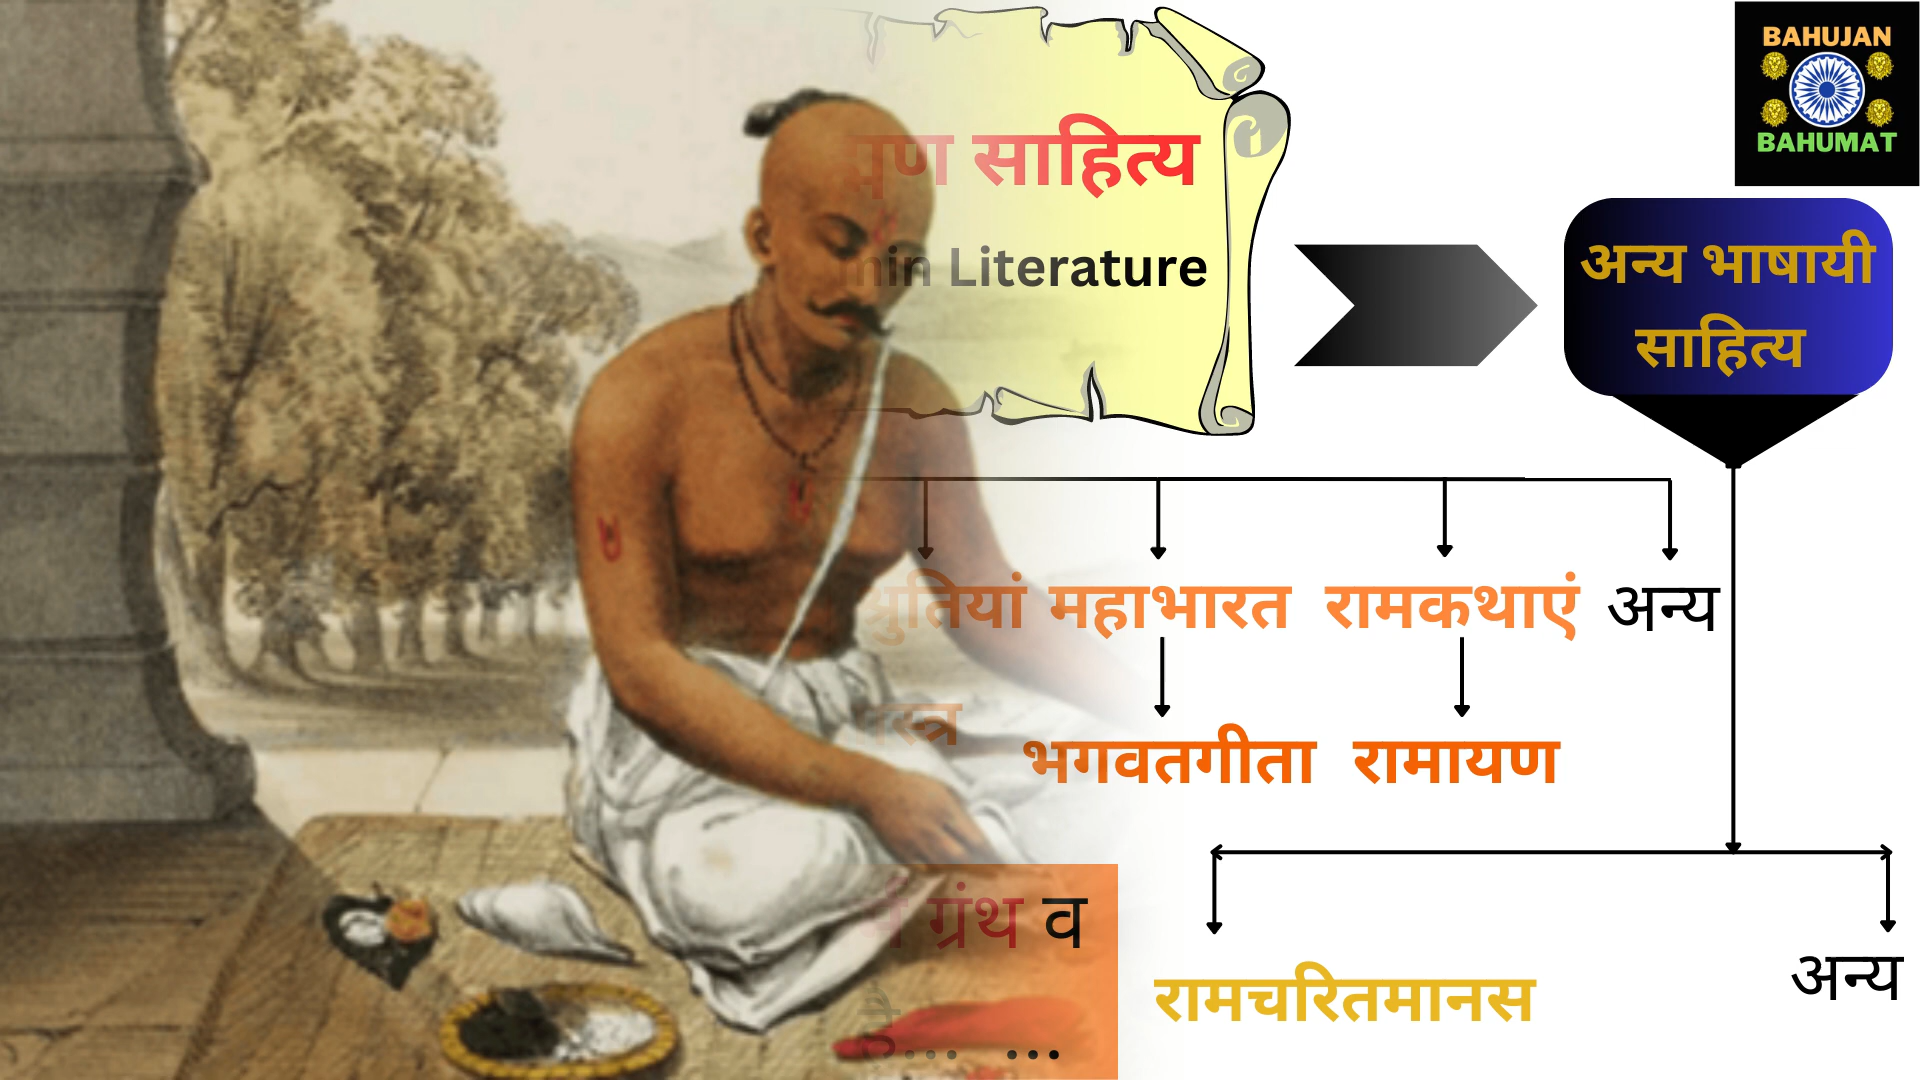 BAHUJAN
BAHUMAT
साहित्य
Literature
अन्य भाषायी
साहित्य
महाभारत रामकथाएं अन्य
भगवतगीता रामायण
ग्रंथ व
... ...
रामचरितमानस
अन्य